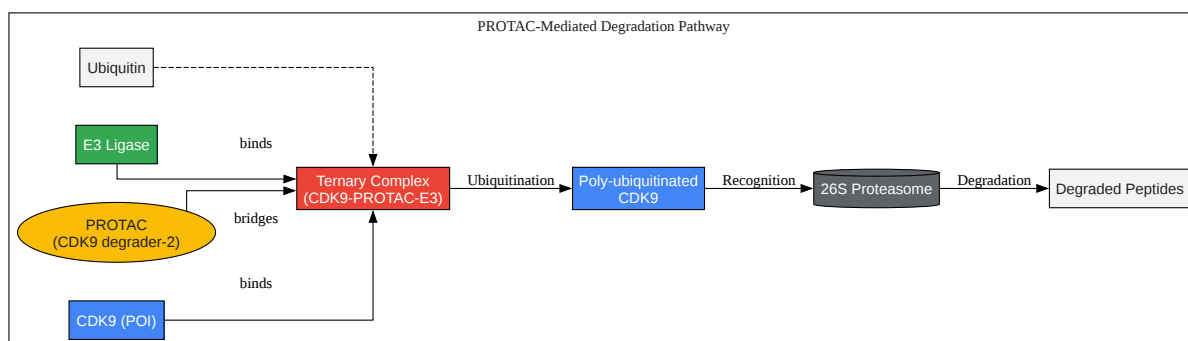 PROTAC-Mediated Degradation Pathway
Ubiquitin
E3 Ligase
binds
PROTAC
(CDK9 degrader-2)
bridges
binds
CDK9 (POI)
Ternary Complex
(CDK9-PROTAC-E3)
Ubiquitination
Poly-ubiquitinated
CDK9
Recognition
26S Proteasome
Degradation
Degraded Peptides